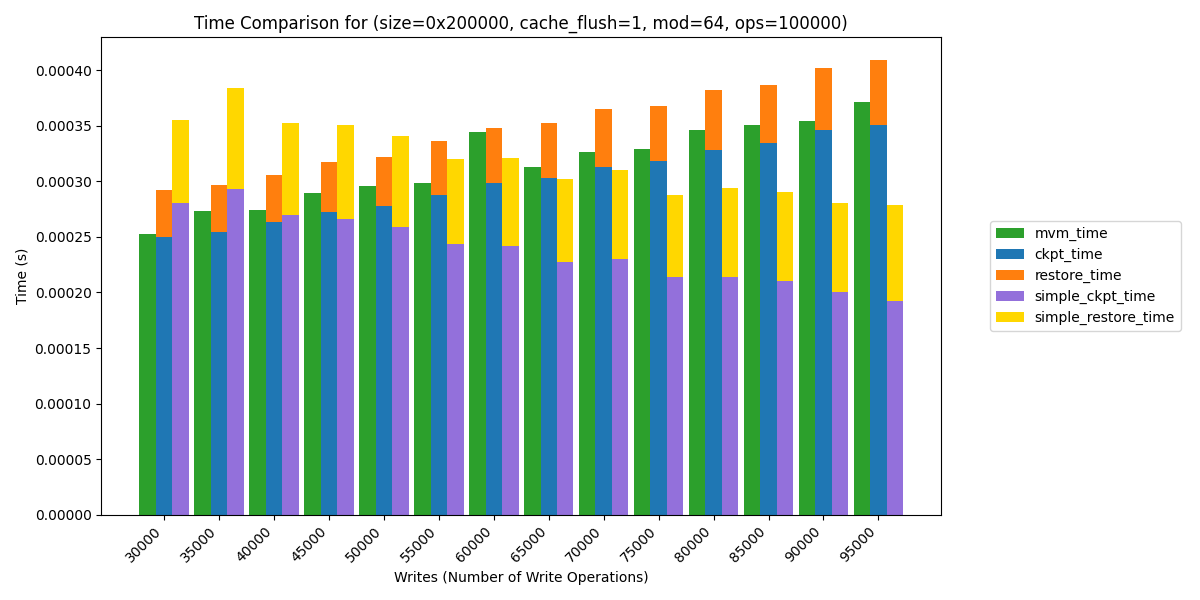 Time Comparison for (size=0x200000, cache_flush=1, mod=64, ops=100000)
Time (s)
0.00040
0.00035
0.00030
0.00025
0.00020
0.00015
0.00010
0.00005
0.00000
30000
35000
40000
45000
50000
55000
60000
65000
70000
75000
80000
85000
90000
95000
Writes (Number of Write Operations)
mvm_time
ckpt_time
restore_time
simple_ckpt_time
simple_restore_time